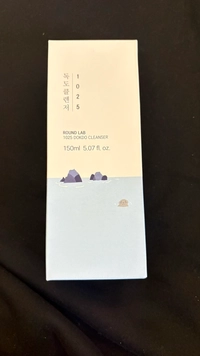 독도클렌저
1025
ROUND LAB
1025 DOKDO CLEANSER
150ml 5.07 fl. oz.